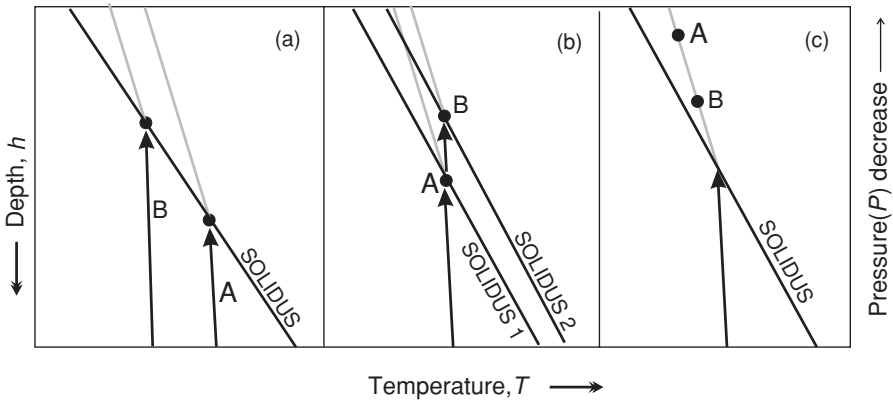 (a)
B
A
SOLIDUS
(b)
B
A
SOLIDUS 1
SOLIDUS 2
(c)
A
B
SOLIDUS
Depth, h
Temperature, T
Pressure(P) decrease